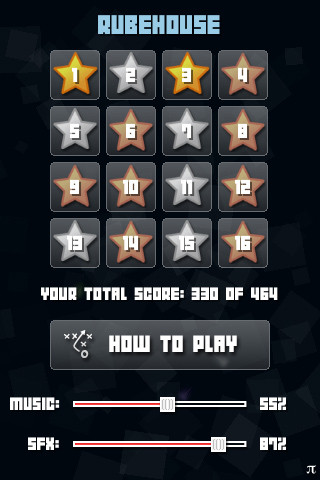 RUBEHOUSE
1 2 3 4
5 6 7 8
9 10 11 12
13 14 15 16
YOUR TOTAL SCORE: 330 OF 464
HOW TO PLAY
MUSIC: 55%
SFX: 87%
π